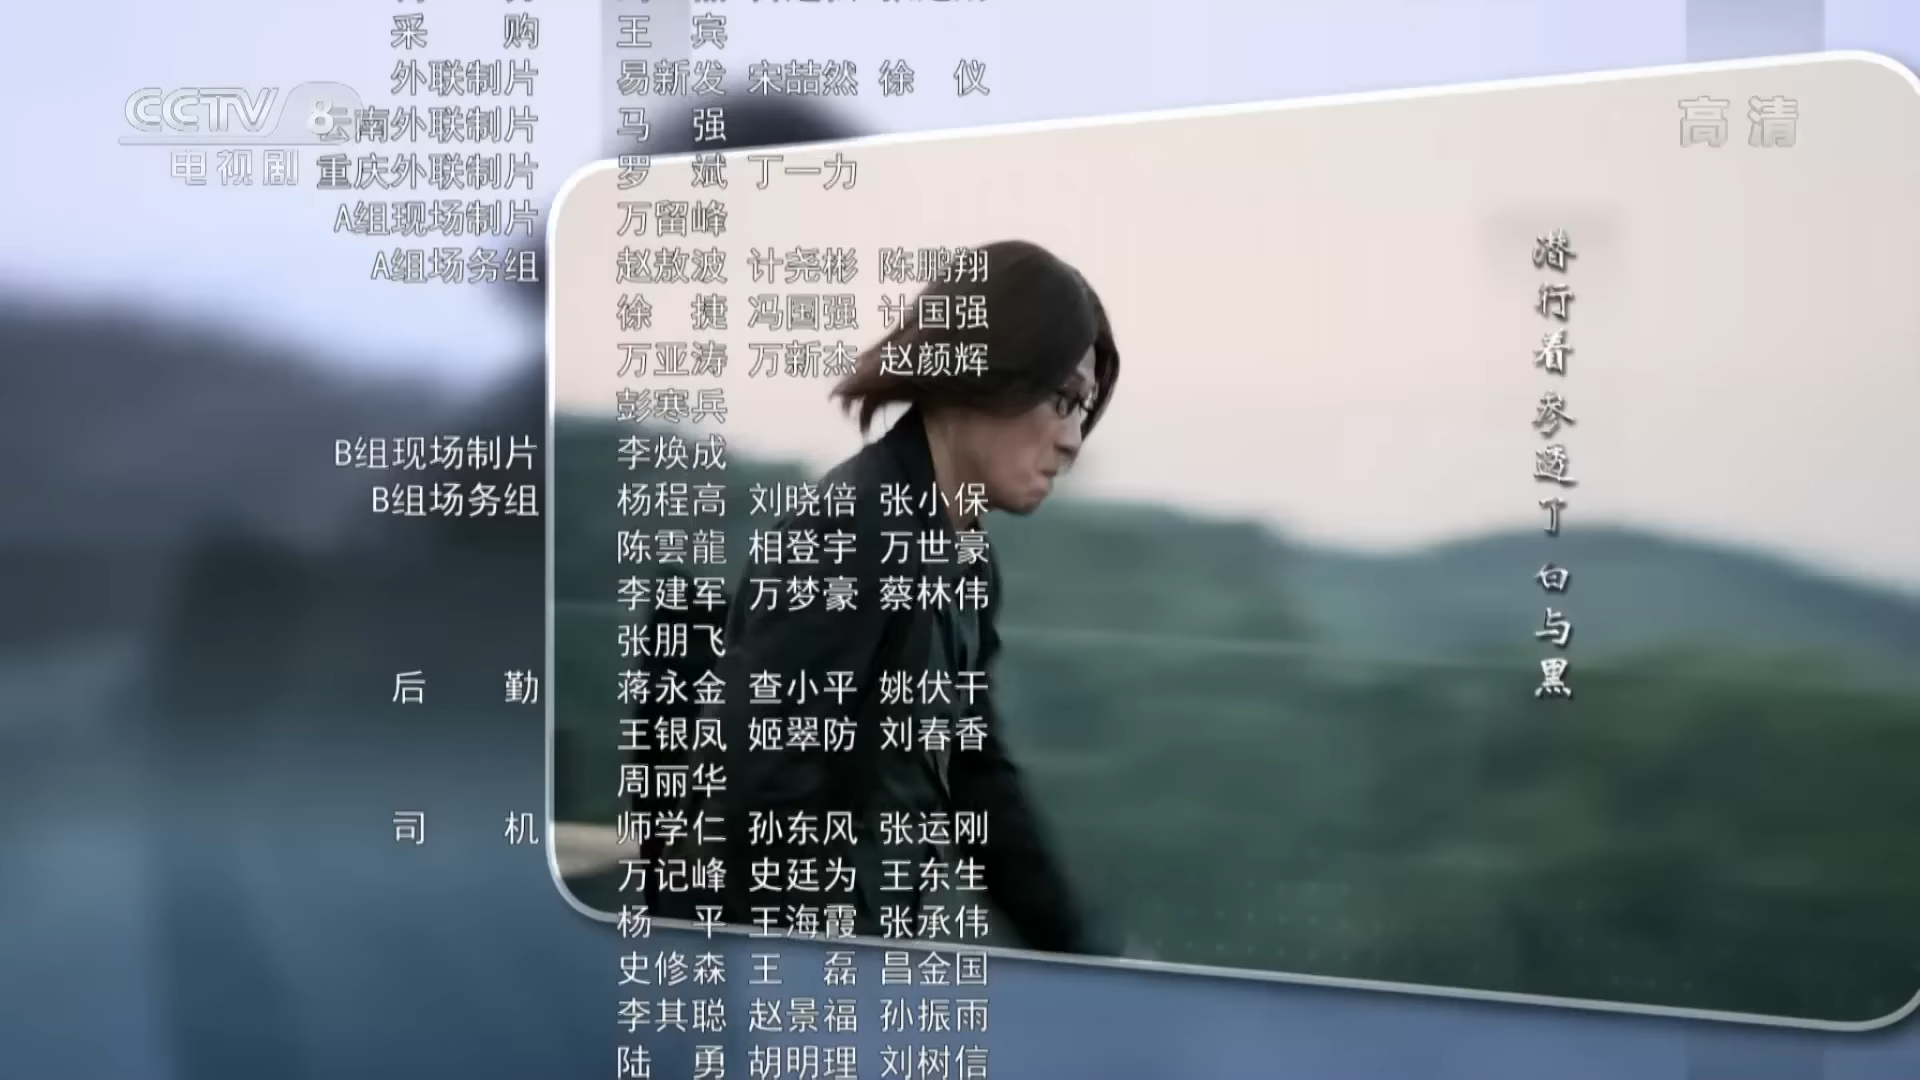 采购 王宾
外联制片 易新发 宋喆然 徐仪
云南外联制片 马强
重庆外联制片 罗斌 丁一力
A组现场制片 万留峰
A组场务组 赵敖波 计尧彬 陈鹏翔
徐捷 冯国强 计国强
万亚涛 万新杰 赵颜辉
彭寒兵
B组现场制片 李焕成
B组场务组 杨程高 刘晓倍 张小保
陈雲龍 相登宇 万世豪
李建军 万梦豪 蔡林伟
张朋飞
后勤 蒋永金 查小平 姚伏干
王银凤 姬翠防 刘春香
周丽华
司机 师学仁 孙东风 张运刚
万记峰 史廷为 王东生
杨平 王海霞 张承伟
史修森 王磊 昌金国
李其聪 赵景福 孙振雨
陆勇 胡明理 刘树信
CCTV 8
电视剧
高清
潜行着参透了白与黑